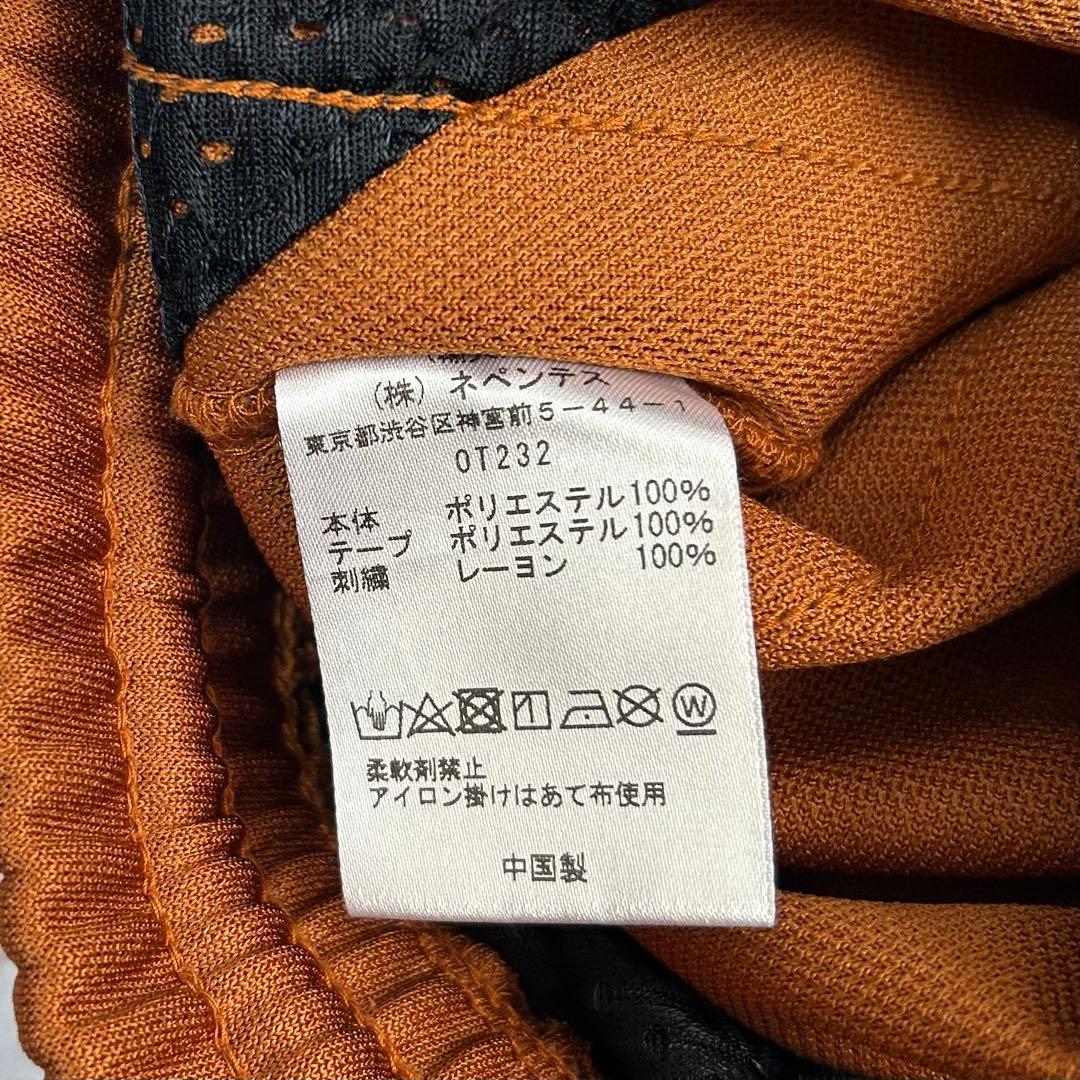 (株) ネペンテス
東京都渋谷区神宮前5-44-1
OT232
本体 ポリエステル100%
テープ ポリエステル100%
刺繍 レーヨン 100%
W
柔軟剤禁止
アイロン掛けはあて布使用
中国製